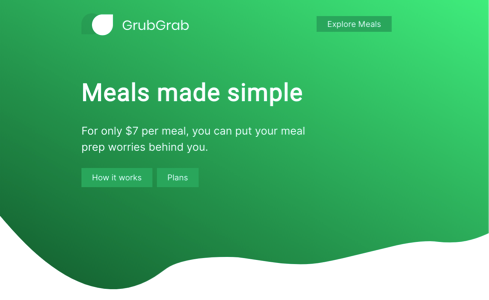 GrubGrab
Explore Meals
Meals made simple
For only $7 per meal, you can put your meal
prep worries behind you.
How it works
Plans